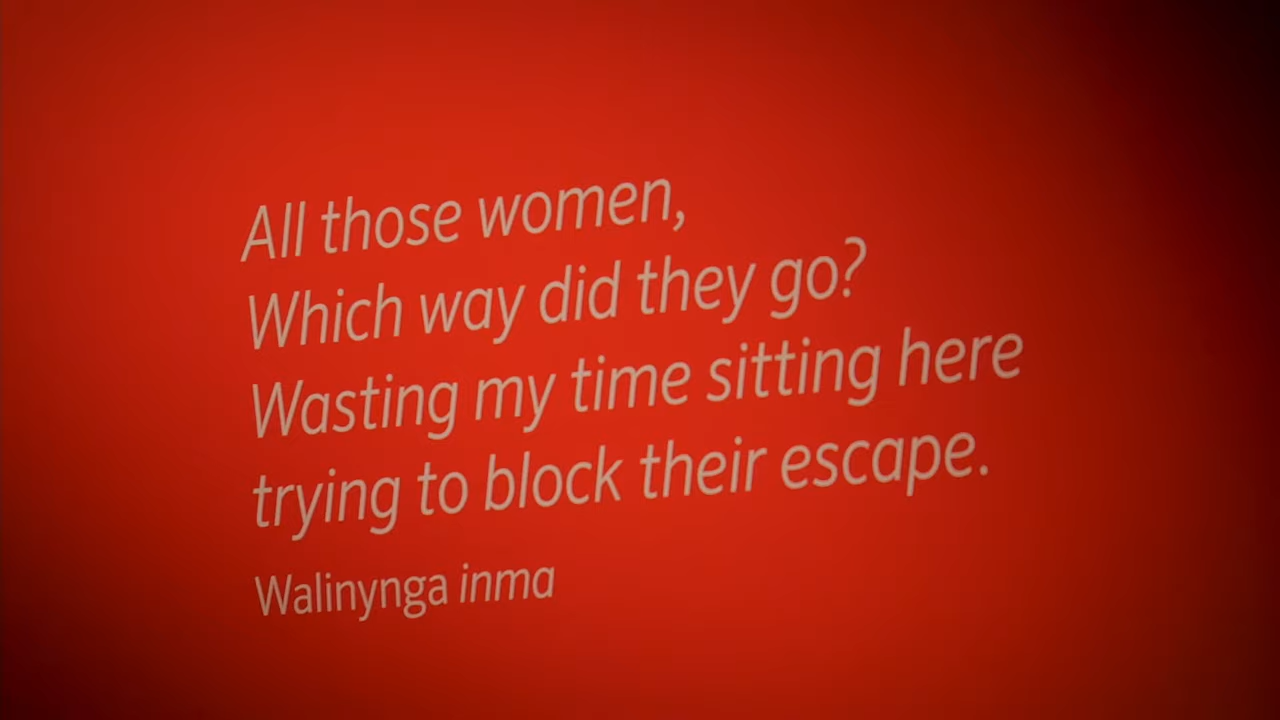 All those women,
Which way did they go?
Wasting my time sitting here
trying to block their escape.
Walinynga inma